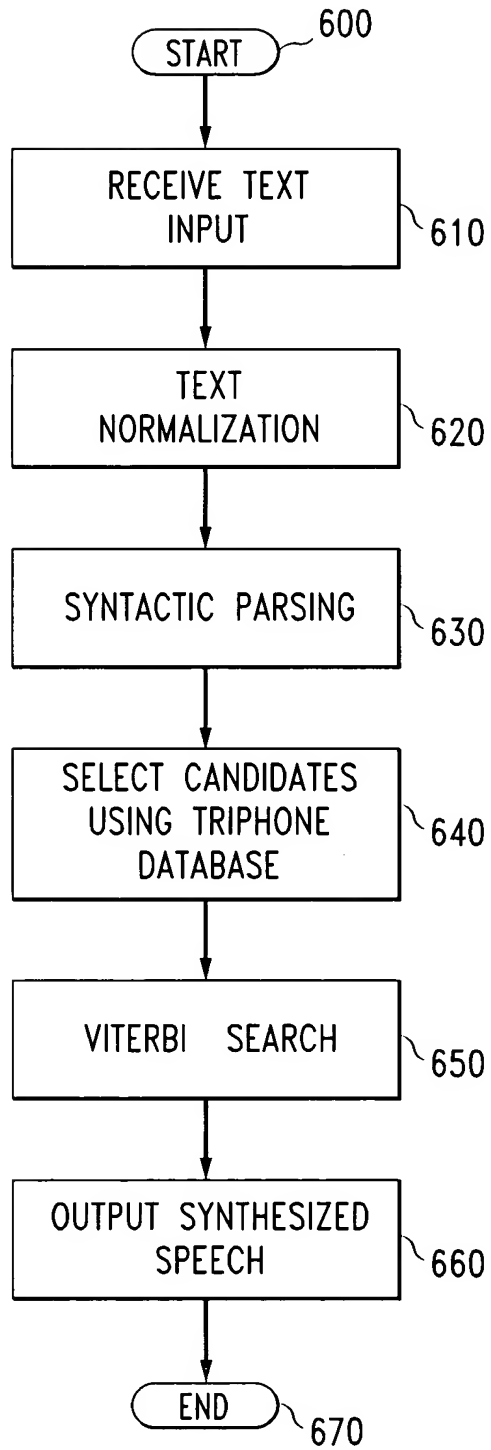 START
600
RECEIVE TEXT
INPUT
610
TEXT
NORMALIZATION
620
SYNTACTIC PARSING
630
SELECT CANDIDATES
USING TRIPHONE
DATABASE
640
VITERBI SEARCH
650
OUTPUT SYNTHESIZED
SPEECH
660
END
670